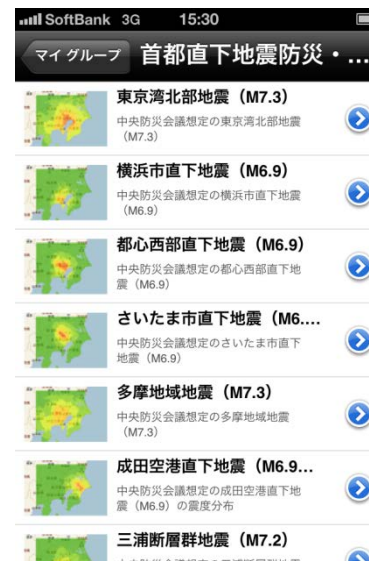 SoftBank 3G 15:30
マイ グループ 首都直下地震防災・...
東京湾北部地震（M7.3）
中央防災会議想定の東京湾北部地震
（M7.3）
横浜市直下地震（M6.9）
中央防災会議想定の横浜市直下地震
（M6.9）
都心西部直下地震（M6.9）
中央防災会議想定の都心西部直下地
震（M6.9）
さいたま市直下地震（M6....
中央防災会議想定のさいたま市直下
地震（M6.9）
多摩地域地震（M7.3）
中央防災会議想定の多摩地域地震
（M7.3）
成田空港直下地震（M6.9...
中央防災会議想定の成田空港直下地
震（M6.9）の震度分布
三浦断層群地震（M7.2）